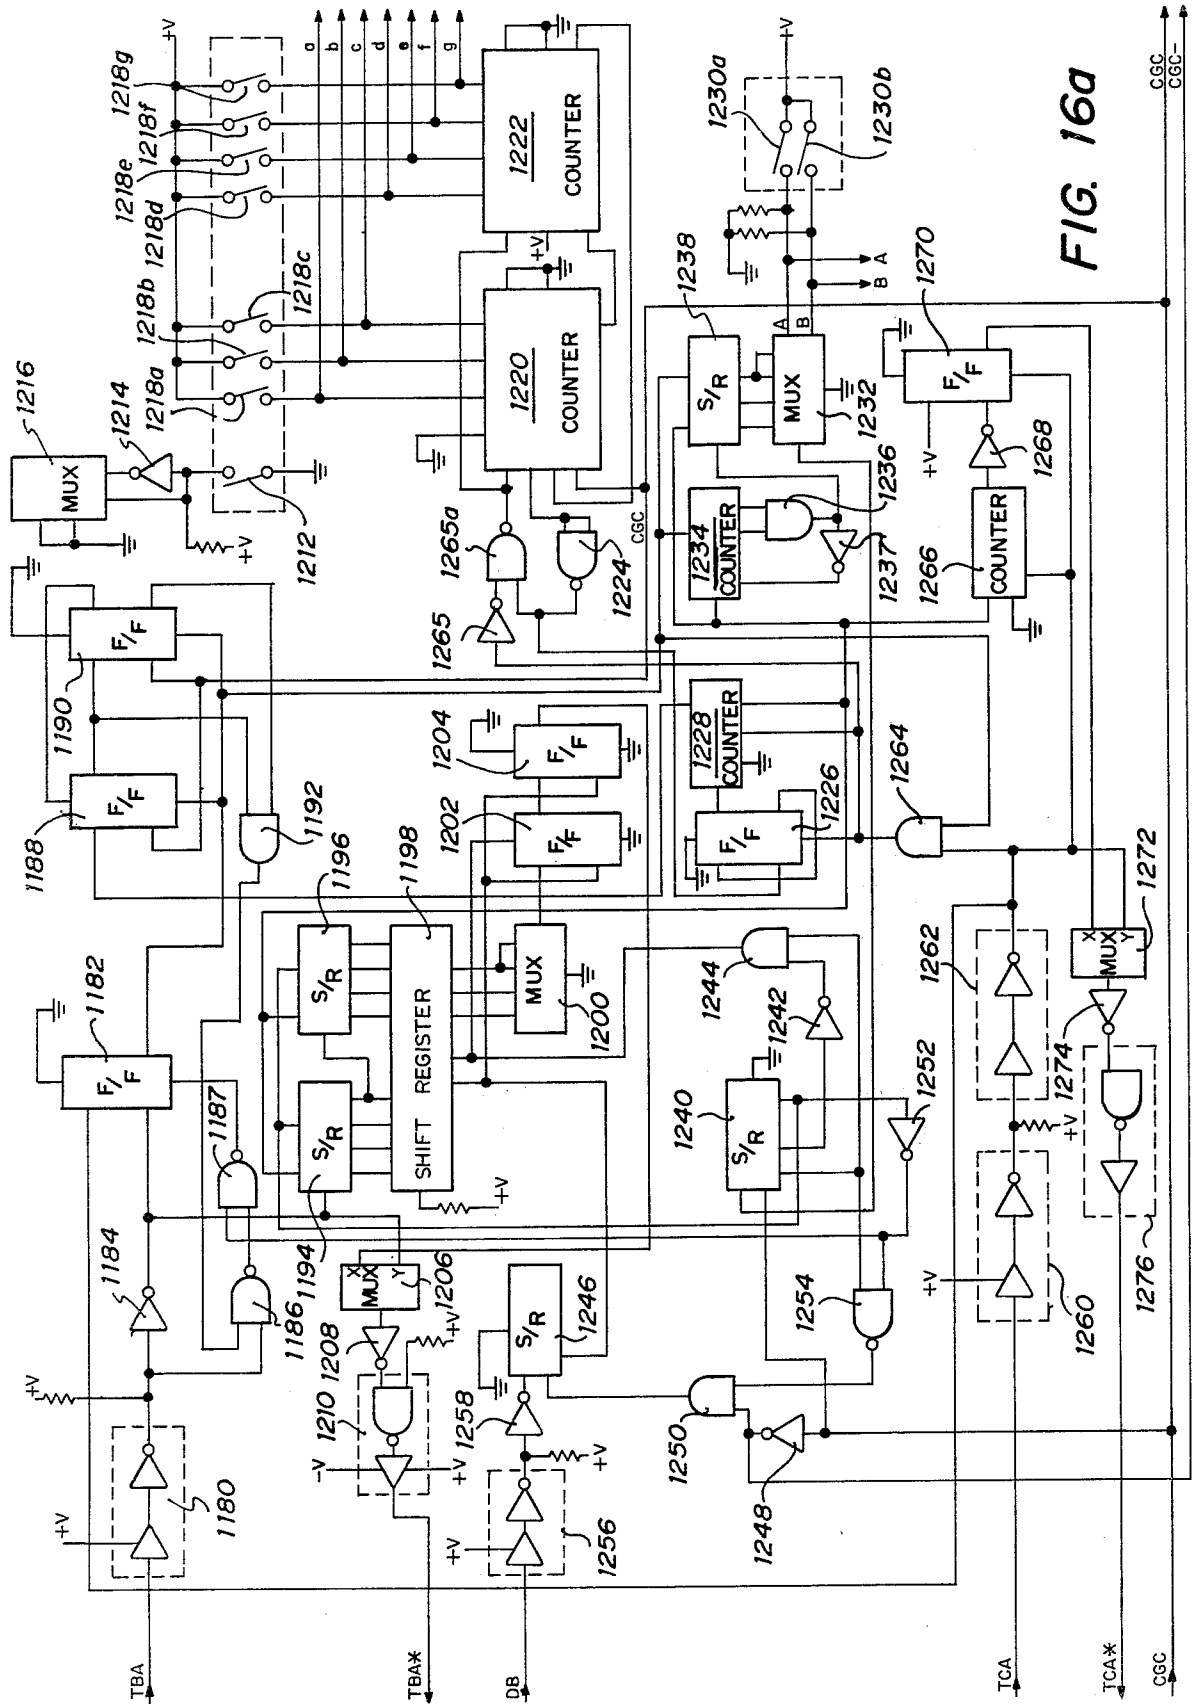 FIG. 16a
+V
1218g
1218f
1218e
1218d
1218c
1218b
1218a
1216
MUX
1214
1212
+V
a
b
c
d
e
f
g
1222
COUNTER
1220
COUNTER
+V
1265a
1224
1265
CGC
CGC
CGC-
1230a
1230b
+V
A
B
A
B
1238
S/R
MUX
1232
1234
COUNTER
1236
1237
1270
F/F
+V
1268
1266
COUNTER
1190
F/F
1188
F/F
1192
1204
F/F
1202
F/F
1228
COUNTER
1226
F/F
1264
1196
S/R
1198
SHIFT REGISTER
MUX
1200
1244
1242
1262
1272
X
MUX
Y
1182
F/F
1187
1184
1186
1194
S/R
+V
1240
S/R
1252
+V
1274
1276
1260
+V
X
MUX
Y
1206
1208
+V
1210
-V
+V
S/R
1246
1254
1258
1250
1248
+V
+V
1256
+V
+V
1180
TBA
TBA*
DB
TCA
TCA*
CGC